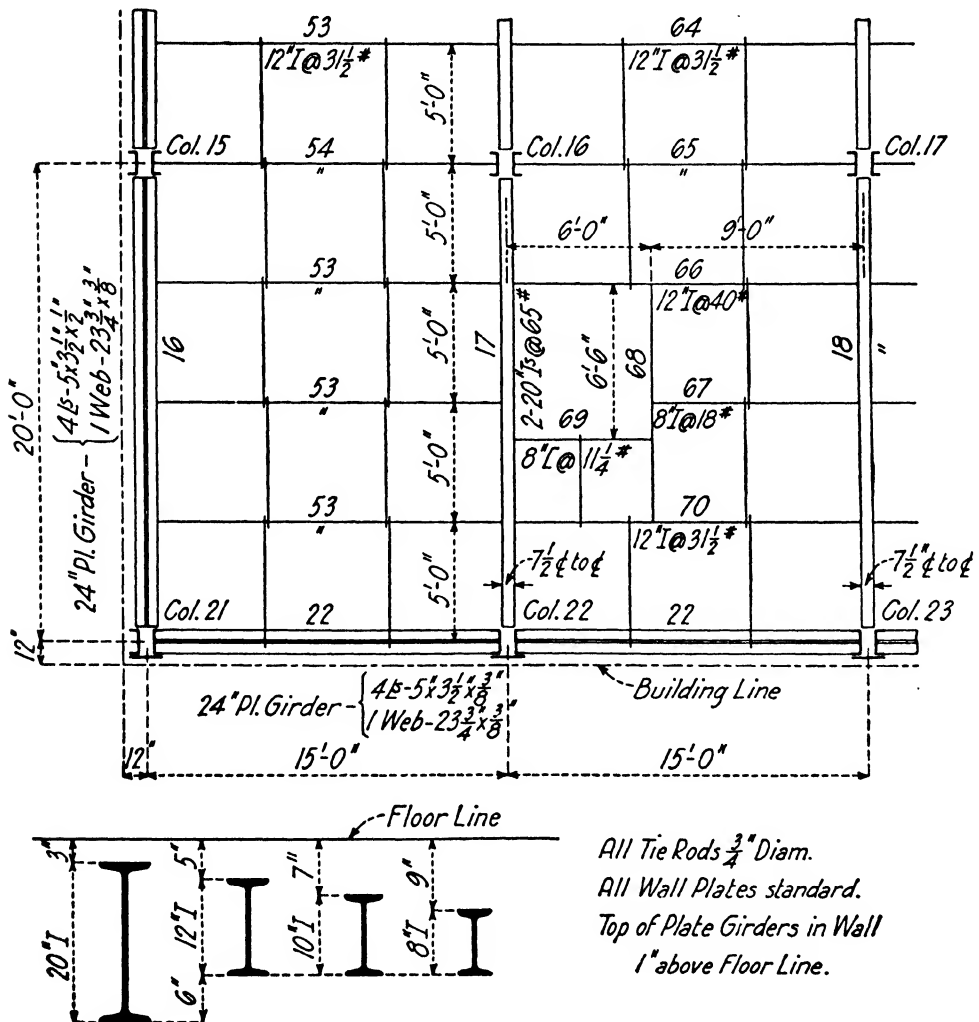 53
64
12"I@31½#
12"I@31½#
5'-0"
Col.15
54
"
Col.16
65
"
Col.17
5'-0"
6'-0"
9'-0"
53
"
66
12"I@40#
20'-0"
24"Pl. Girder - { 4Ls-5"x3½"x½"
1 Web-23¾"x⅜"
16
5'-0"
17
2-20"Is@65#
6'-6"
68
18
"
53
"
67
8"I@18#
69
8"[@11¼#
5'-0"
53
"
70
12"I@31½#
5'-0"
7½"¢ to ¢
7½"¢ to ¢
Col.21
22
Col.22
22
Col.23
12"
24"Pl. Girder - { 4Ls-5"x3½"x⅜"
1 Web-23¾"x⅜"
Building Line
12"
15'-0"
15'-0"
Floor Line
3"
5"
7"
9"
20"I
12"I
10"I
8"I
6"
All Tie Rods ¾" Diam.
All Wall Plates standard.
Top of Plate Girders in Wall
1" above Floor Line.